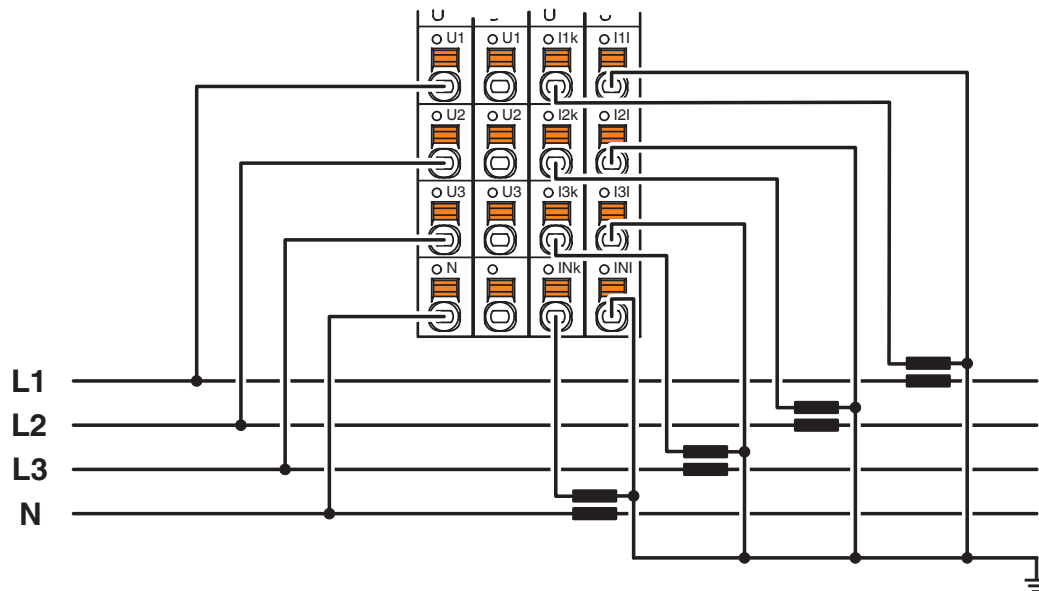 U1 U1 I1k I1l
U2 U2 I2k I2l
U3 U3 I3k I3l
N INk INl
L1
L2
L3
N